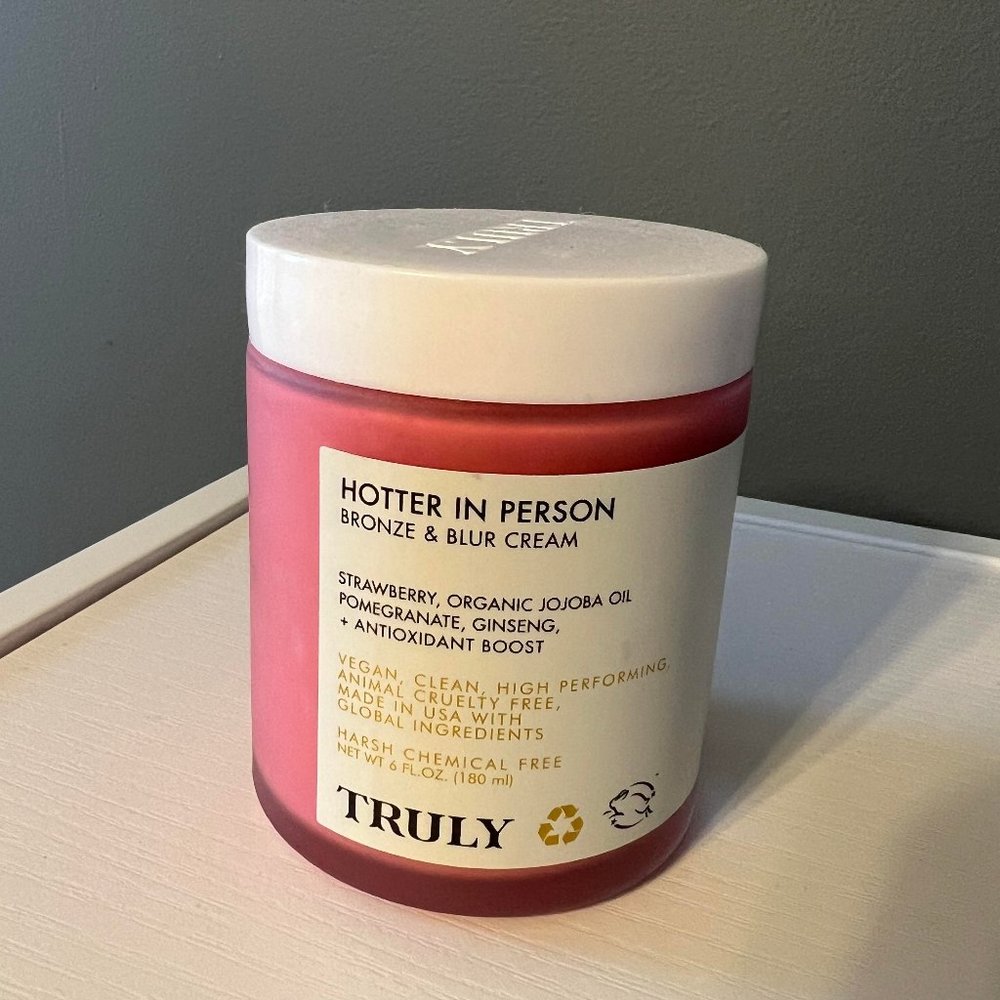 TRULY
HOTTER IN PERSON
BRONZE & BLUR CREAM
STRAWBERRY, ORGANIC JOJOBA OIL
POMEGRANATE, GINSENG,
+ ANTIOXIDANT BOOST
VEGAN, CLEAN, HIGH PERFORMING,
ANIMAL CRUELTY FREE,
MADE IN USA WITH
GLOBAL INGREDIENTS
HARSH CHEMICAL FREE
NET WT 6 FL.OZ. (180 ml)
TRULY